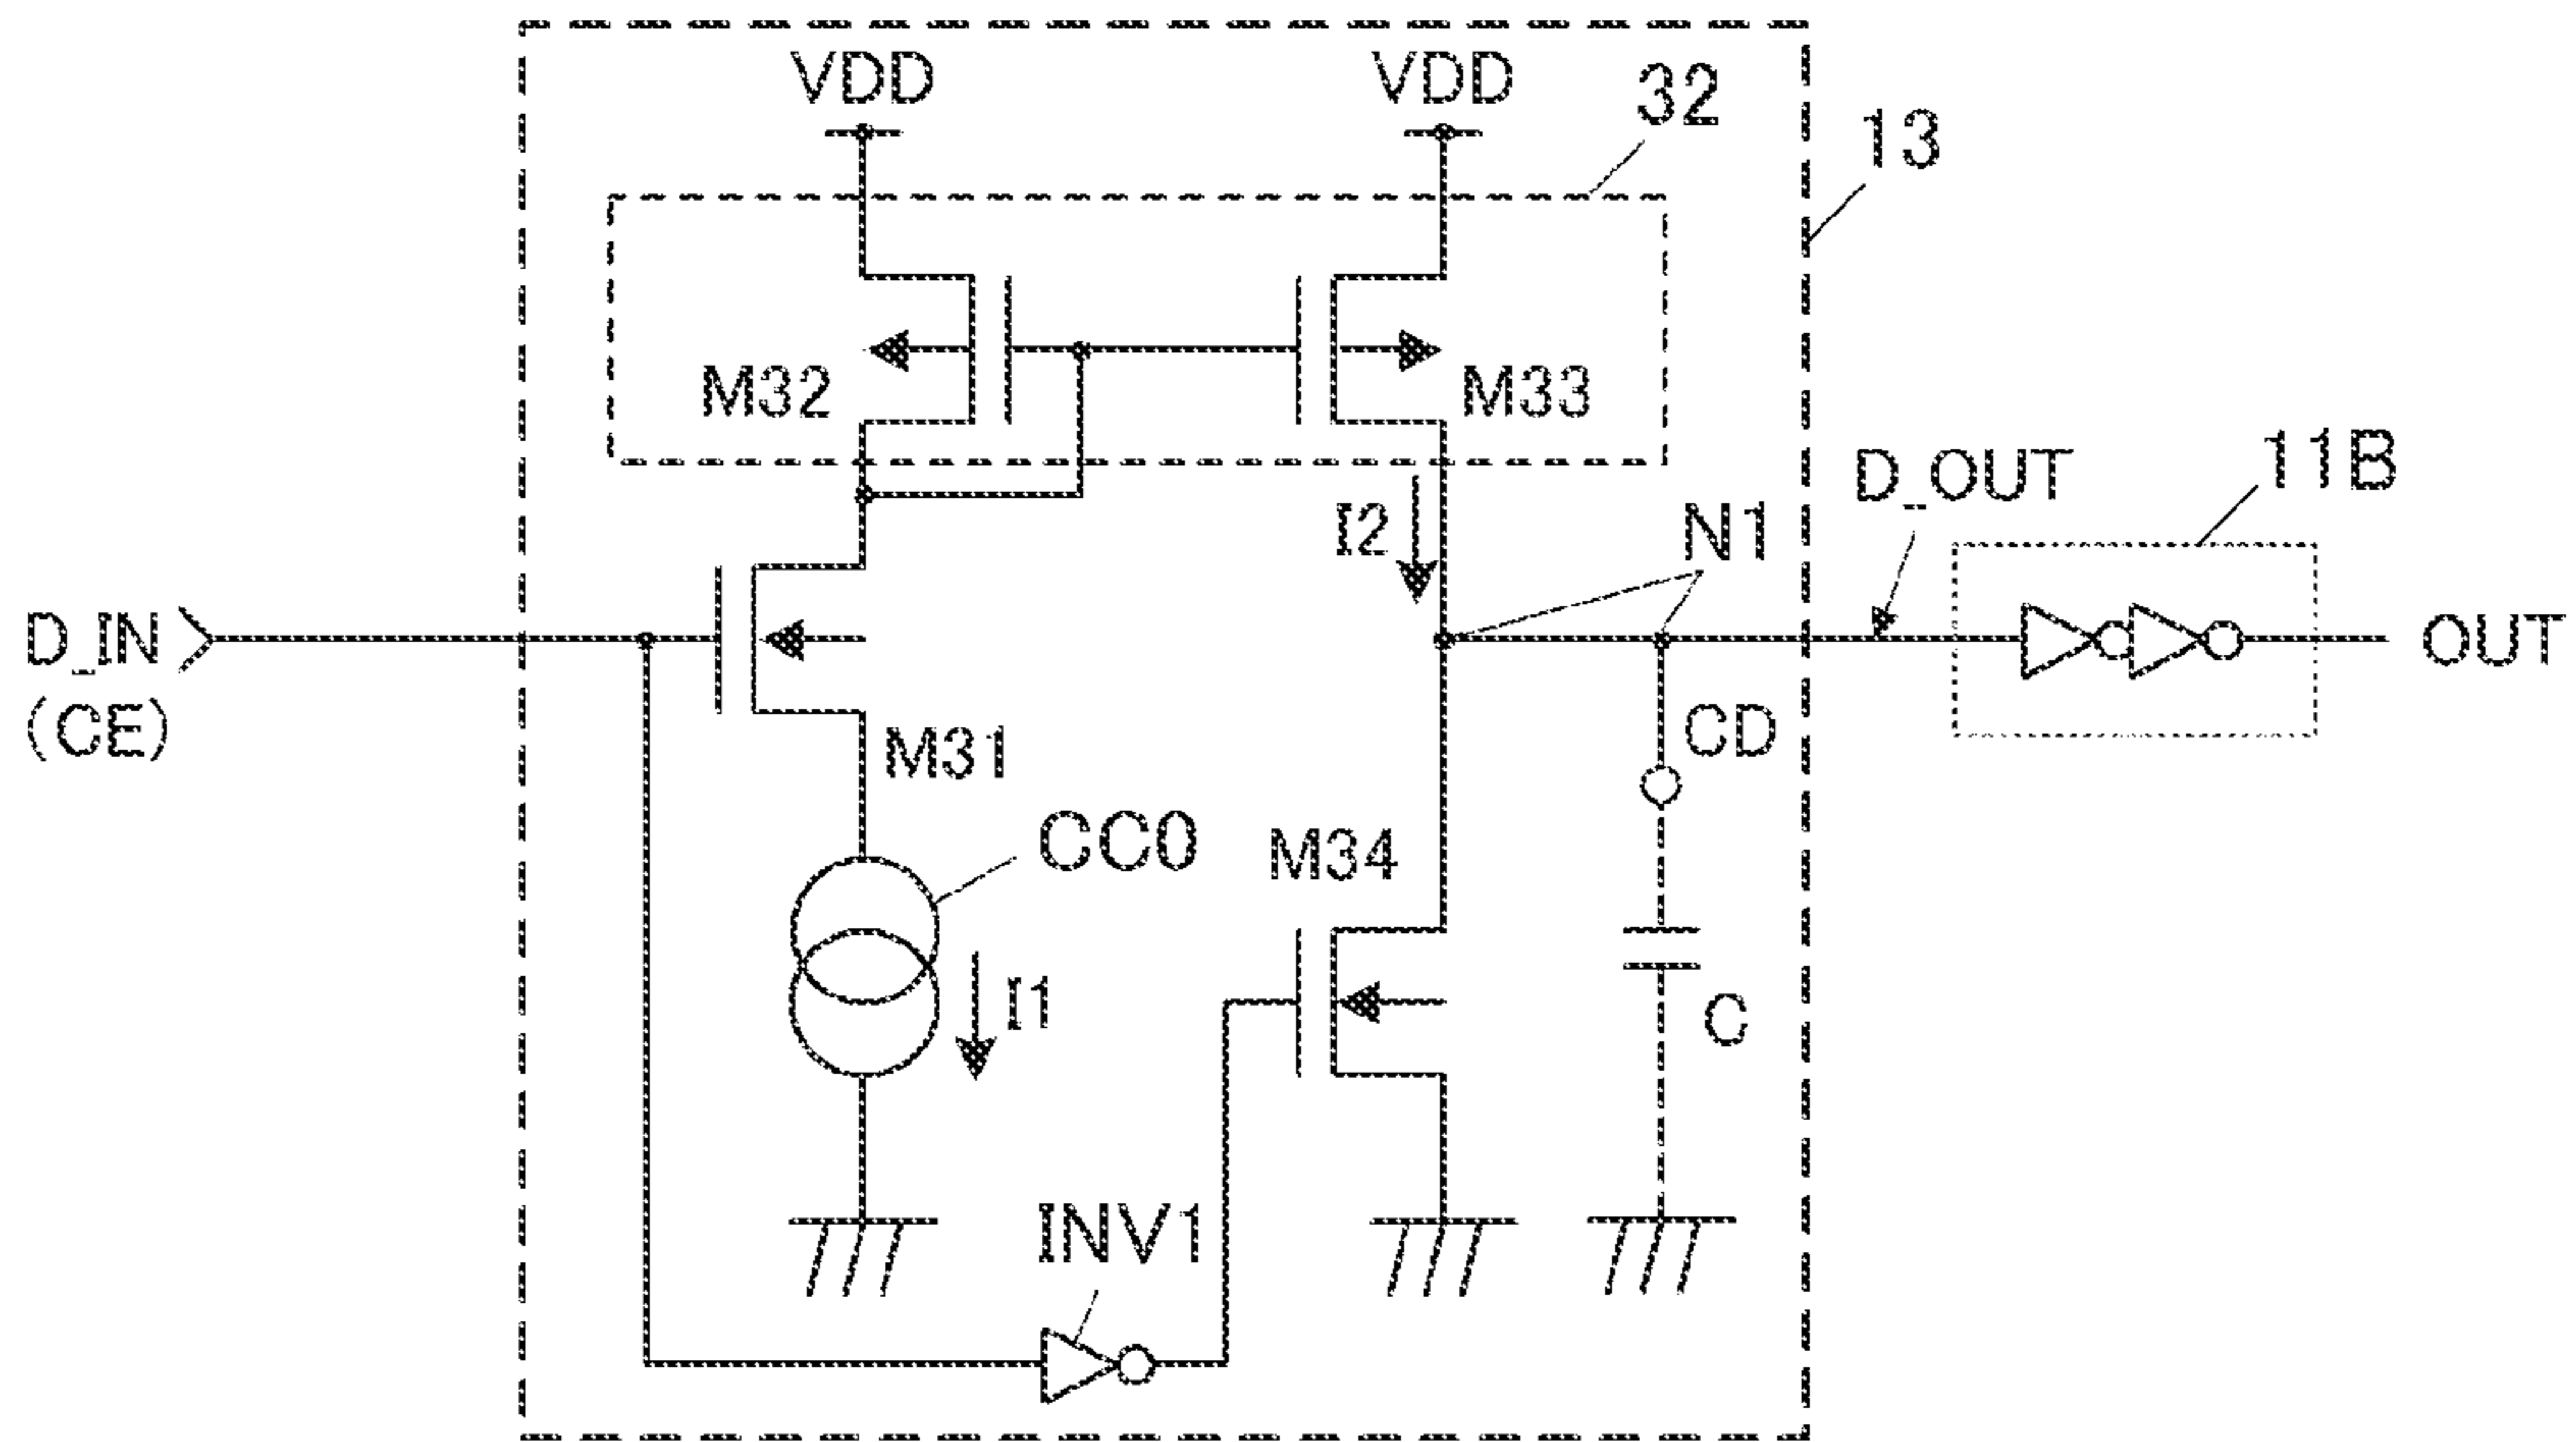 VDD
VDD
32
13
M32
M33
D_OUT
11B
I2
N1
D_IN
(CE)
OUT
M31
CD
CC0
M34
I1
C
INV1